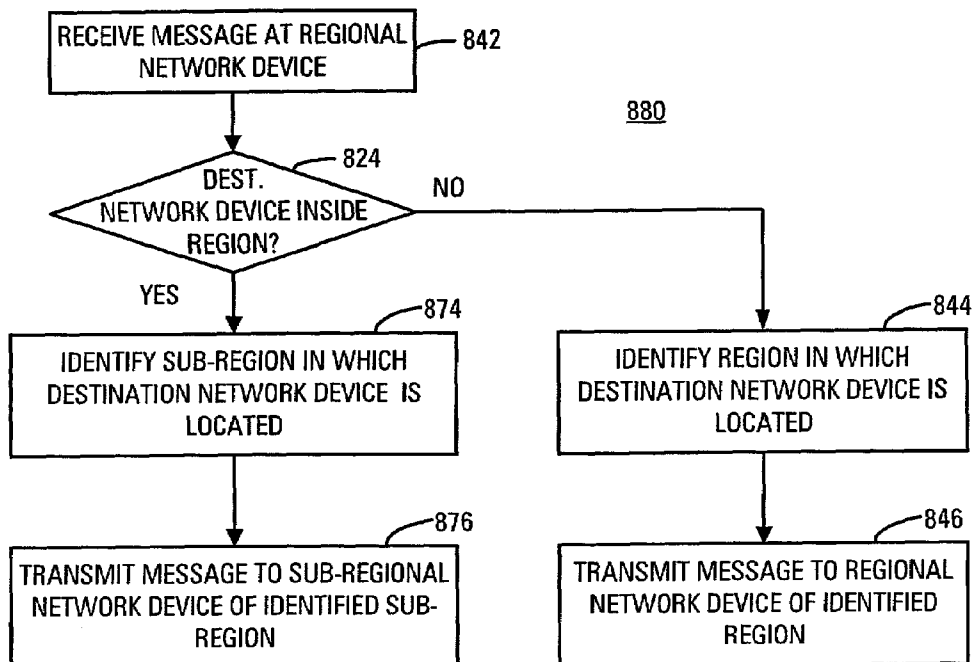 RECEIVE MESSAGE AT REGIONAL
NETWORK DEVICE
842
880
824
DEST.
NETWORK DEVICE INSIDE
REGION?
NO
YES
874
IDENTIFY SUB-REGION IN WHICH
DESTINATION NETWORK DEVICE IS
LOCATED
844
IDENTIFY REGION IN WHICH
DESTINATION NETWORK DEVICE IS
LOCATED
876
TRANSMIT MESSAGE TO SUB-REGIONAL
NETWORK DEVICE OF IDENTIFIED SUB-
REGION
846
TRANSMIT MESSAGE TO REGIONAL
NETWORK DEVICE OF IDENTIFIED
REGION